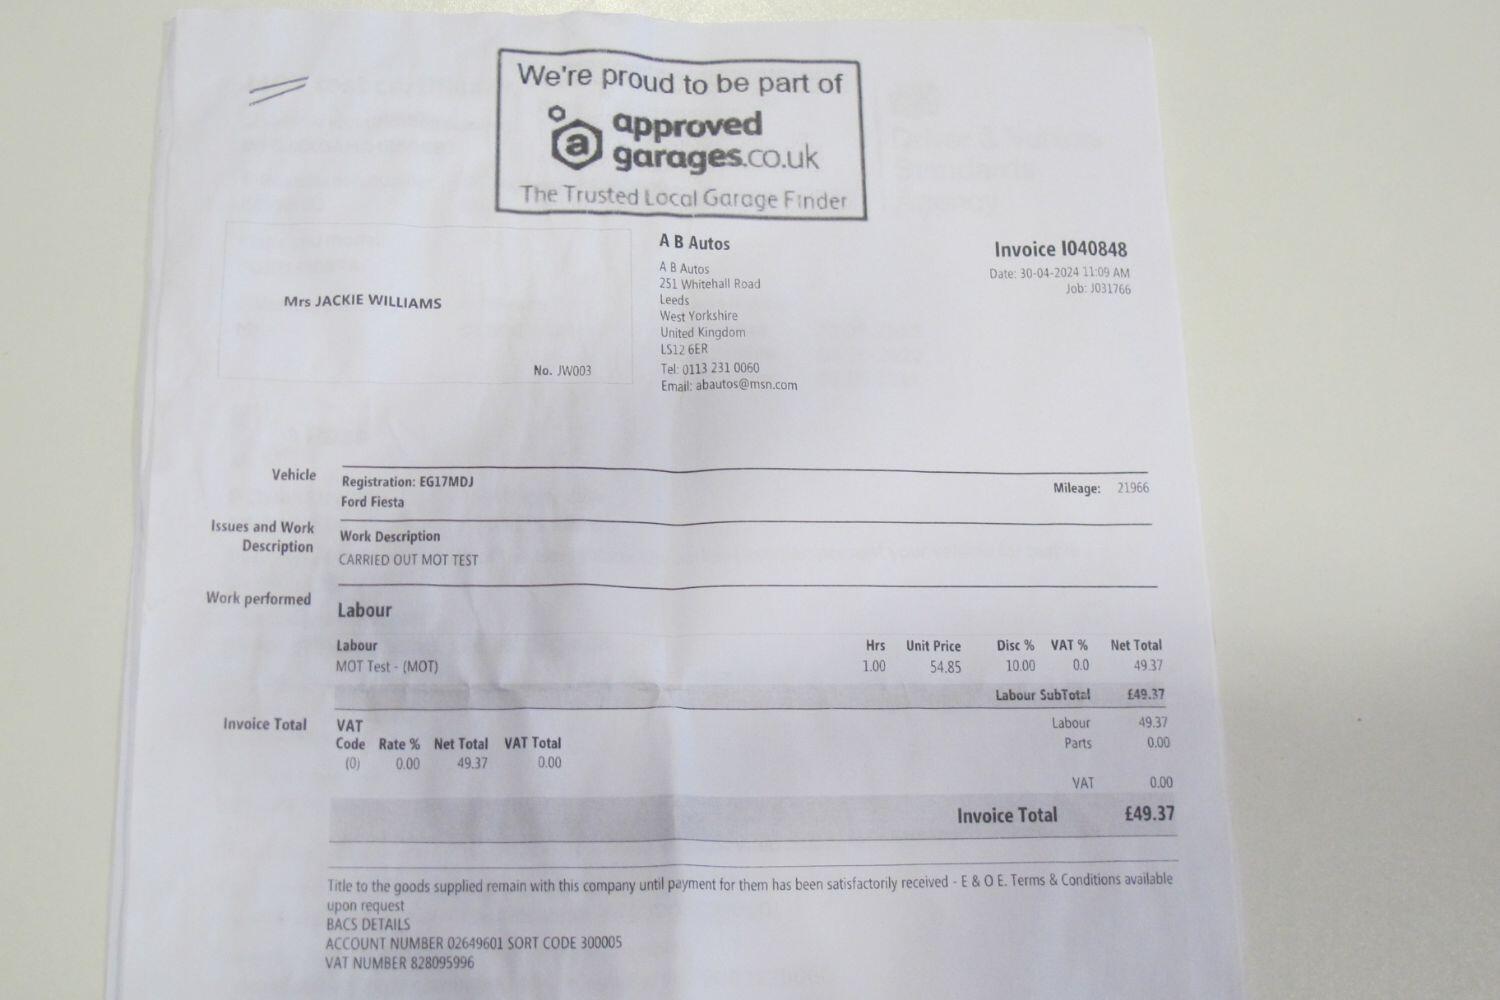 We're proud to be part of
approved
garages.co.uk
The Trusted Local Garage Finder
Mrs JACKIE WILLIAMS
No. JW003
A B Autos
A B Autos
251 Whitehall Road
Leeds
West Yorkshire
United Kingdom
LS12 6ER
Tel: 0113 231 0060
Email: abautos@msn.com
Invoice I040848
Date: 30-04-2024 11:09 AM
Job: J031766
Vehicle
Registration: EG17MDJ
Ford Fiesta
Mileage: 21966
Issues and Work
Description
Work Description
CARRIED OUT MOT TEST
Work performed
Labour
Labour Hrs Unit Price Disc % VAT % Net Total
MOT Test - (MOT) 1.00 54.85 10.00 0.0 49.37
Labour SubTotal £49.37
Invoice Total
VAT
Code Rate % Net Total VAT Total
(0) 0.00 49.37 0.00
Labour 49.37
Parts 0.00
VAT 0.00
Invoice Total £49.37
Title to the goods supplied remain with this company until payment for them has been satisfactorily received - E & O E. Terms & Conditions available
upon request
BACS DETAILS
ACCOUNT NUMBER 02649601 SORT CODE 300005
VAT NUMBER 828095996